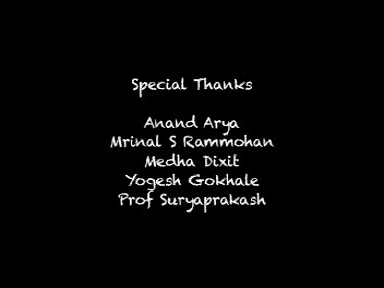 Special Thanks
Anand Arya
Mrinal S Rammohan
Medha Dixit
Yogesh Gokhale
Prof Suryaprakash